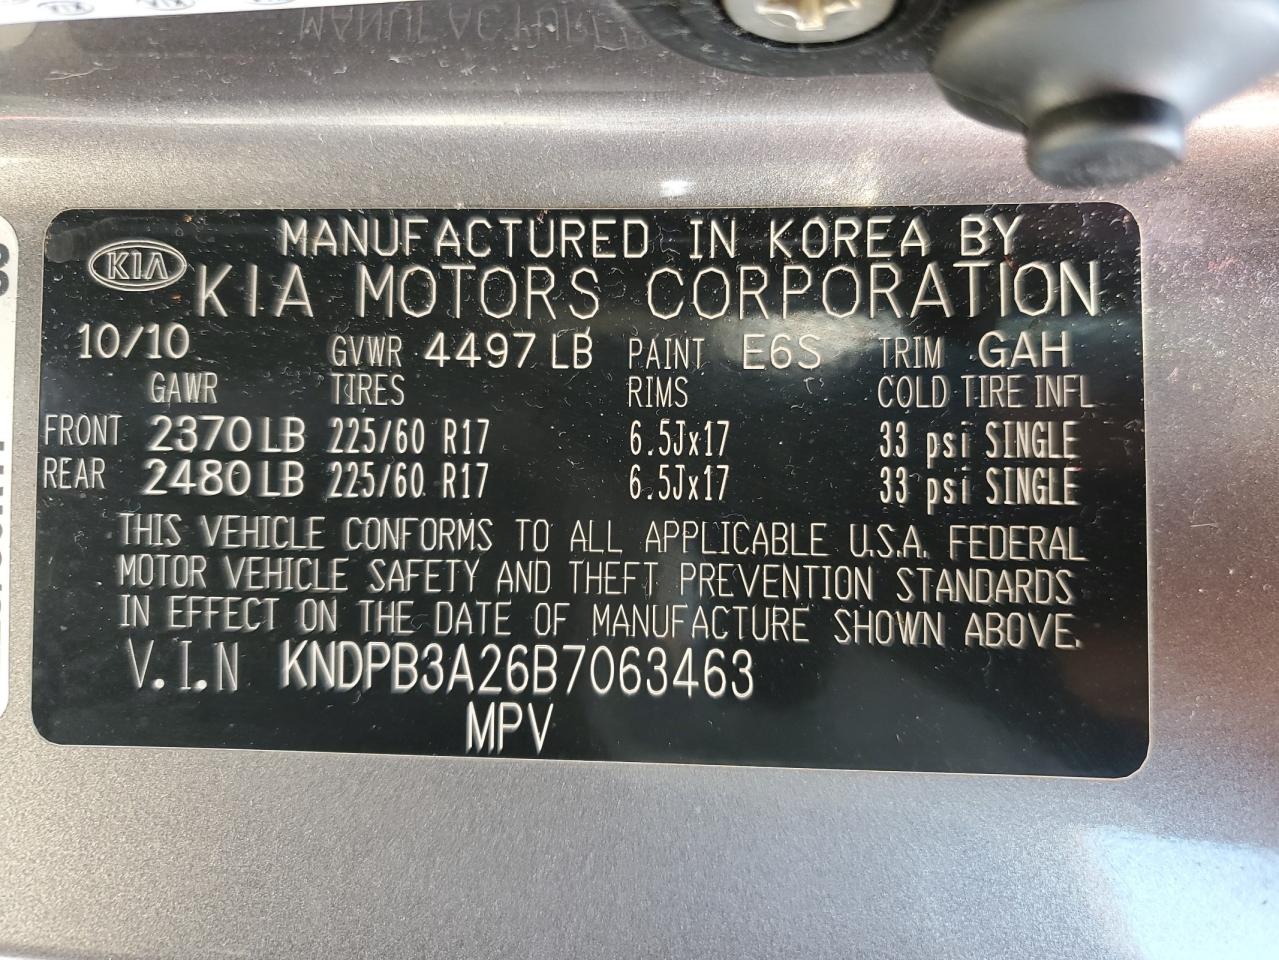 MANUFACTURED IN KOREA BY
KIA KIA MOTORS CORPORATION
10/10 GVWR 4497 LB PAINT E6S TRIM GAH
GAWR TIRES RIMS COLD TIRE INFL
FRONT 2370 LB 225/60 R17 6.5Jx17 33 psi SINGLE
REAR 2480 LB 225/60 R17 6.5Jx17 33 psi SINGLE
THIS VEHICLE CONFORMS TO ALL APPLICABLE U.S.A. FEDERAL
MOTOR VEHICLE SAFETY AND THEFT PREVENTION STANDARDS
IN EFFECT ON THE DATE OF MANUFACTURE SHOWN ABOVE.
V.I.N KNDPB3A26B7063463
MPV